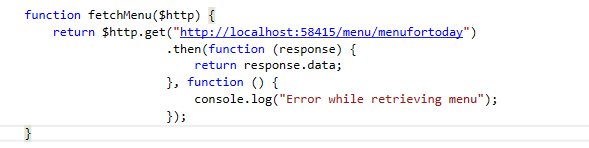 function fetchMenu($http) {
    return $http.get("http://localhost:58415/menu/menufortoday")
                    .then(function (response) {
                        return response.data;
                    }, function () {
                        console.log("Error while retrieving menu");
                    });
}